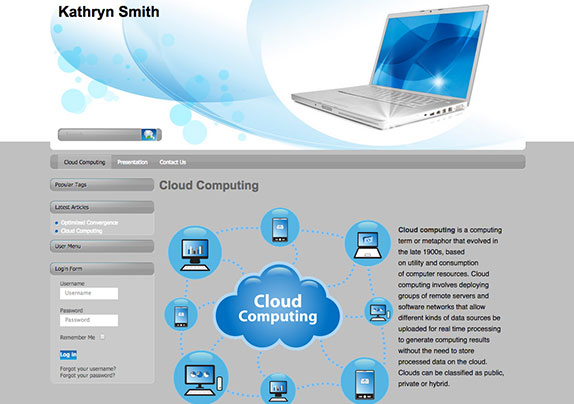 Kathryn Smith
Cloud Computing Presentation Contact Us
Popular Tags
Latest Articles
Optimised Convergence
Cloud Computing
User Menu
Login Form
Username
Username
Password
Password
Remember Me
Log in
Forgot your username?
Forgot your password?
Cloud Computing
Cloud
Computing
Cloud computing is a computing
term or metaphor that evolved in
the late 1900s, based
on utility and consumption
of computer resources. Cloud
computing involves deploying
groups of remote servers and
software networks that allow
different kinds of data sources be
uploaded for real time processing
to generate computing results
without the need to store
processed data on the cloud.
Clouds can be classified as public,
private or hybrid.